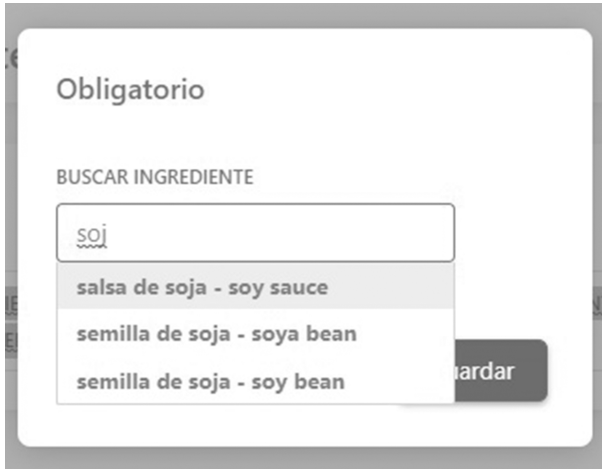 Obligatorio
BUSCAR INGREDIENTE
soj
salsa de soja - soy sauce
semilla de soja - soya bean
semilla de soja - soy bean